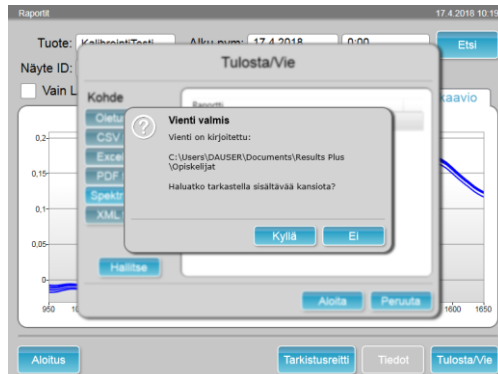 Raportit
17.4.2018 10:19
Tuote: KalibrointiTesti Alku pvm: 17.4.2018 0:00 Etsi
Näyte ID:
Vain L
kaavio
Tulosta/Vie
Kohde
Raportti
Oletu
CSV
Excel
PDF
Spektr
XML
Hallitse
Vienti valmis
Vienti on kirjoitettu:
C:\Users\DAUSER\Documents\Results Plus
\Opiskelijat
Haluatko tarkastella sisältävää kansiota?
Kyllä Ei
Aloita Peruuta
0,2
0,15
0,1
0,05
0
950 10 1600 1650
Aloitus Tarkistusreitti Tiedot Tulosta/Vie